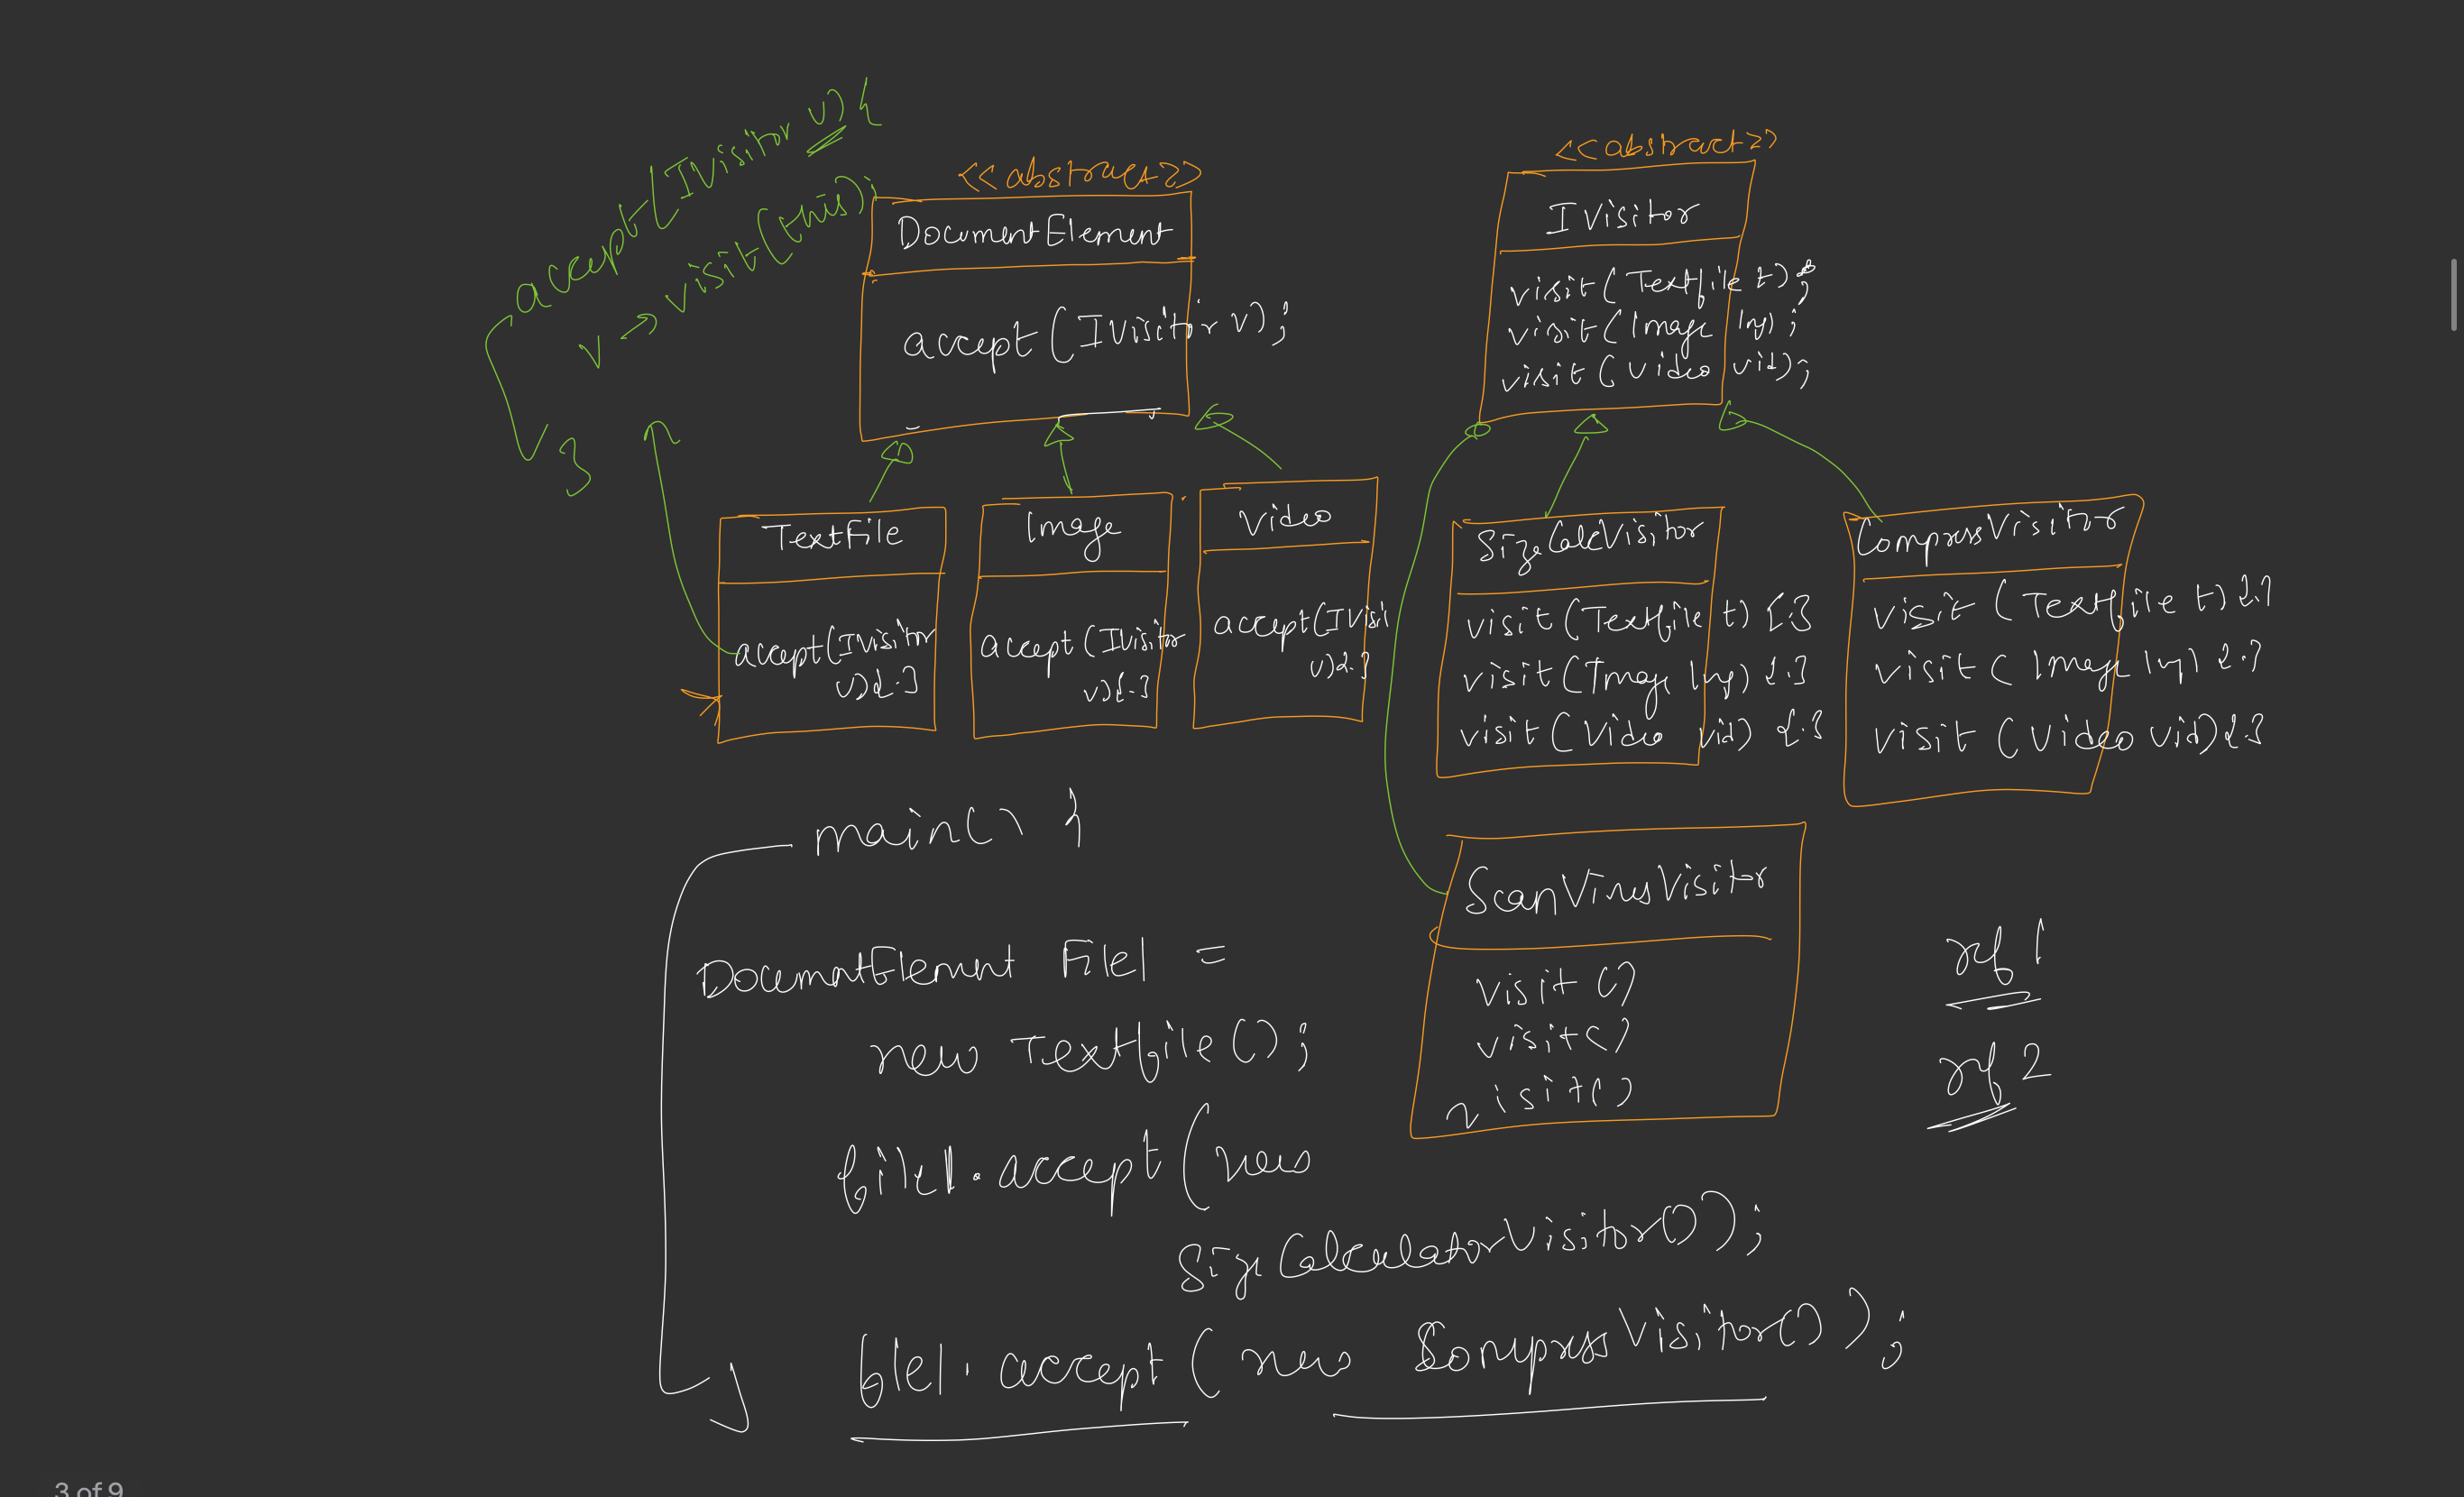 accept(IVisitor v) {
v → visit(this);
}
<<abstract>>
DocumentElement
accept(IVisitor v);
<<abstract>>
IVisitor
visit(Textfile t);
visit(Image Img);
visit(Video vid);
TextFile
accept(IVisitor
v){-}
Image
accept(IVisitor
v){-}
Video
accept(IVisit
v){-}
SizeCalcVisitor
visit(Textfile t) {-}
visit(Image Img) {-}
visit(Video vid) {-}
CompressVisitor
visit(Textfile t) {-}
visit(Image Img) {-}
visit(Video vid) {-}
ScanVirusVisitor
visit()
visit()
visit()
main() {
DocumentElement File1 =
new Textfile();
file1.accept(new
SizeCalculatorVisitor());
file1.accept(new CompressVisitor());
}
1
2
3 of 9